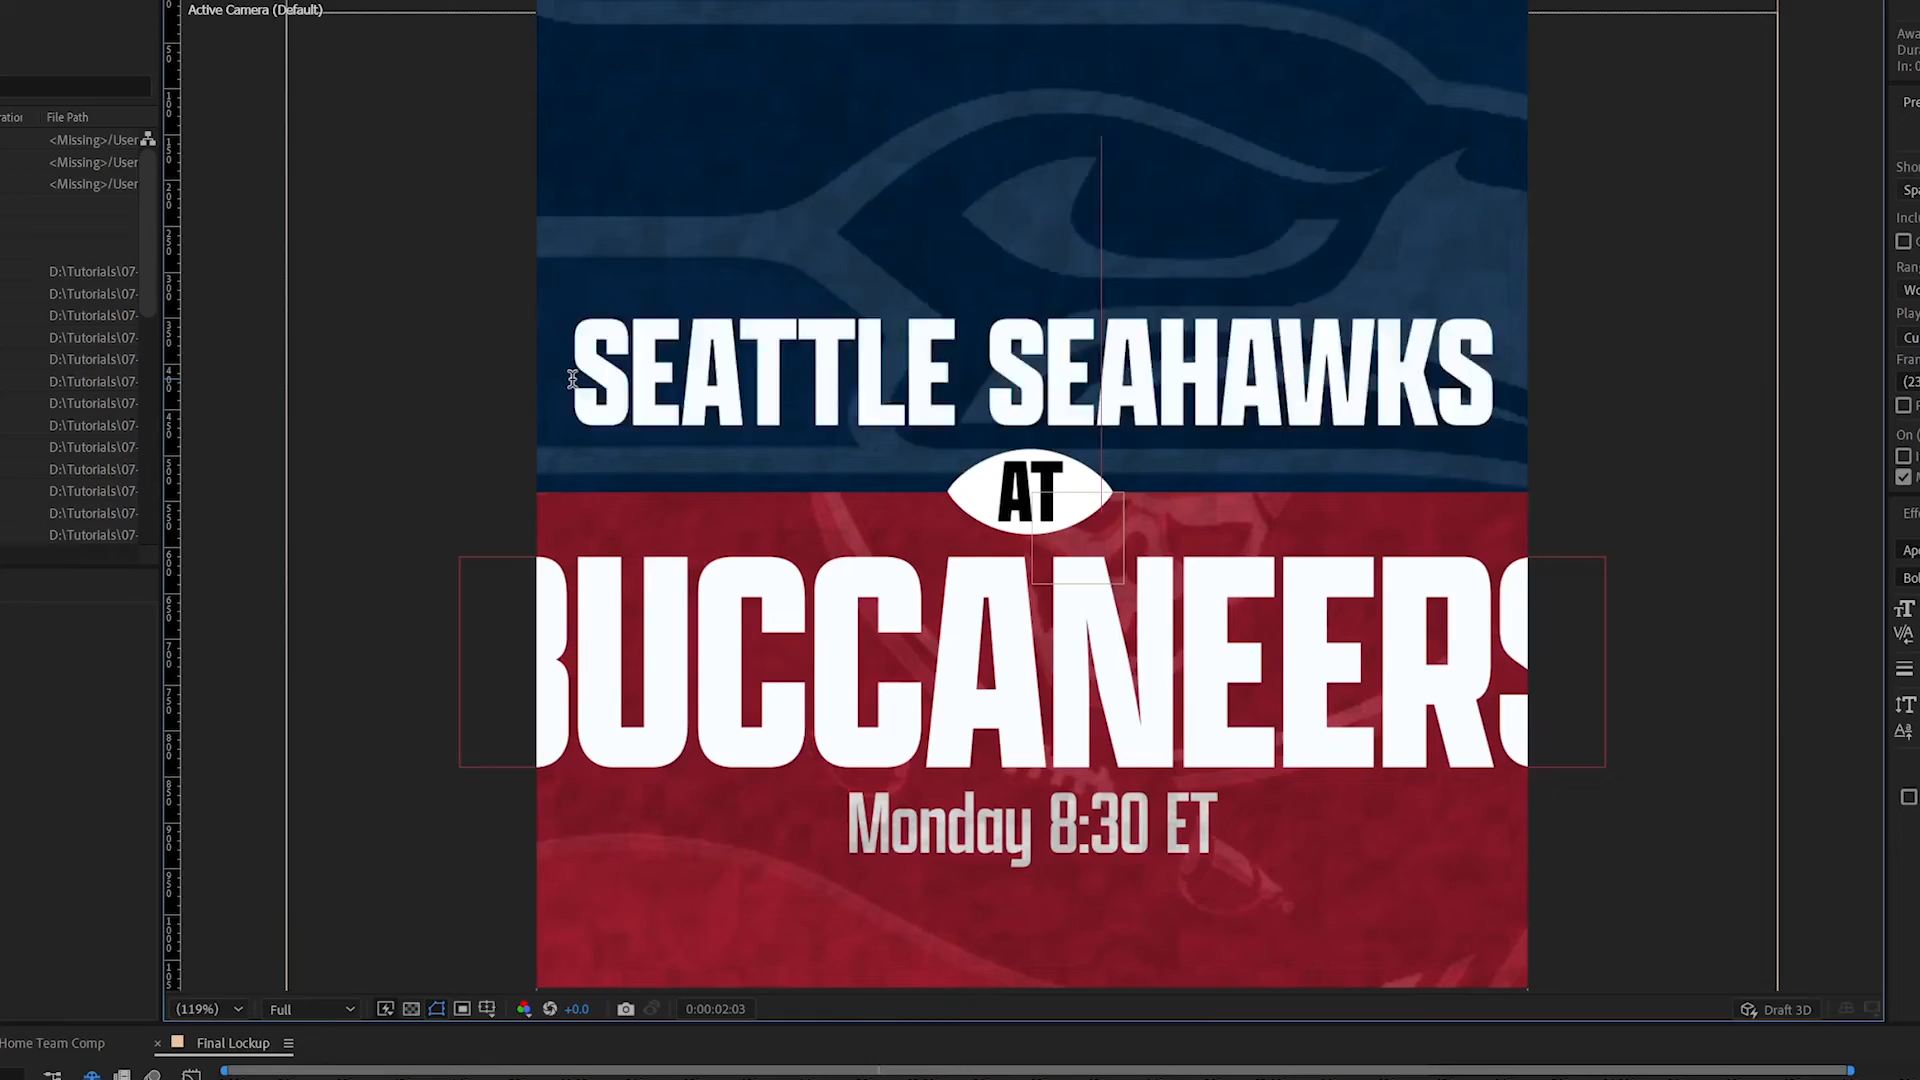 Active Camera (Default)
File Path
<Missing>/User
<Missing>/User
<Missing>/User
D:\Tutorials\07-
D:\Tutorials\07-
D:\Tutorials\07-
D:\Tutorials\07-
D:\Tutorials\07-
D:\Tutorials\07-
D:\Tutorials\07-
D:\Tutorials\07-
D:\Tutorials\07-
D:\Tutorials\07-
D:\Tutorials\07-
D:\Tutorials\07-
D:\Tutorials\07-
SEATTLE SEAHAWKS
AT
BUCCANEERS
Monday 8:30 ET
In: 0
On (
(119%)
Full
+0.0
0:00:02:03
Draft 3D
Home Team Comp
× Final Lockup